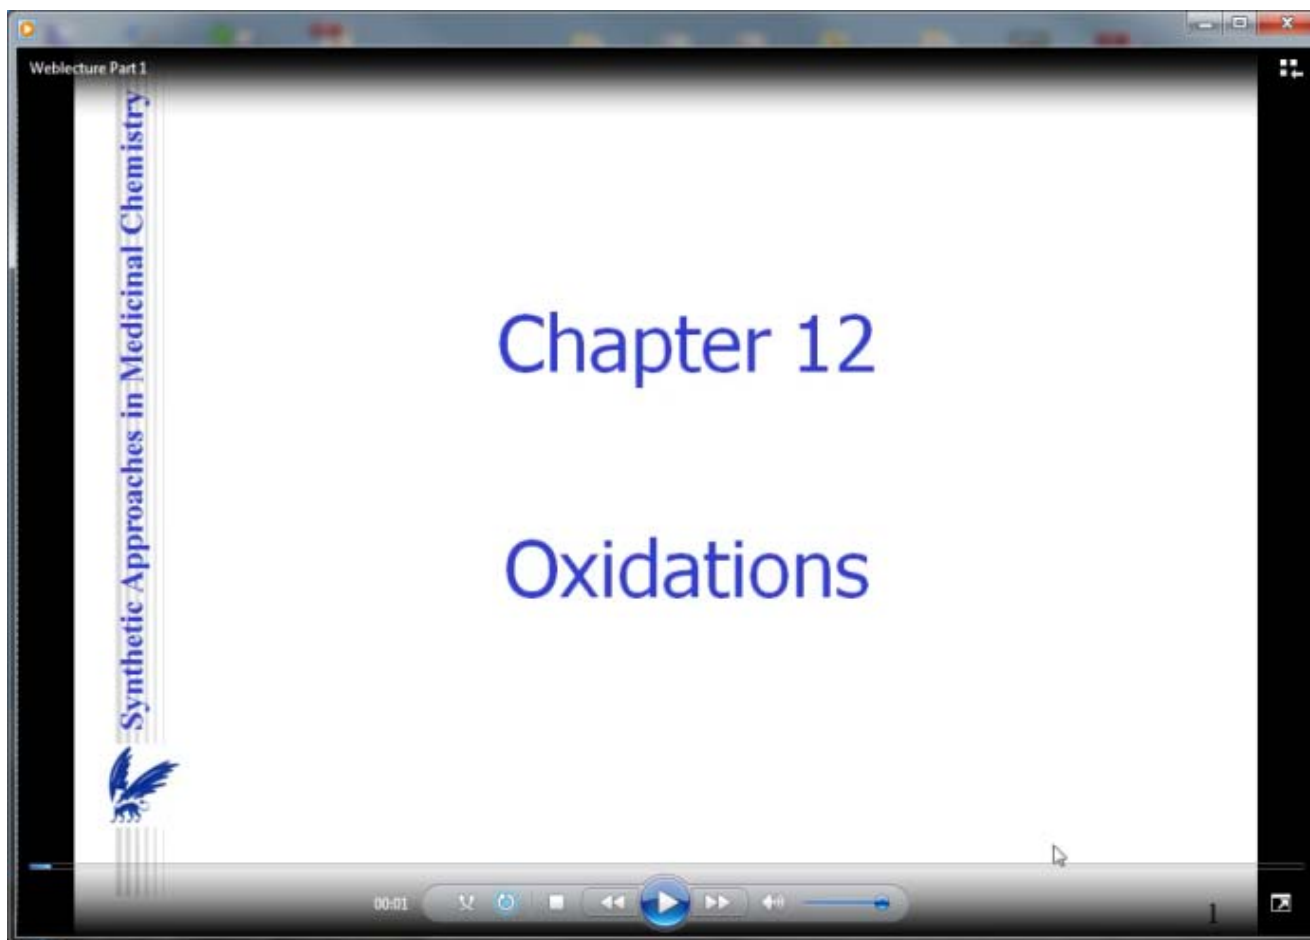 Weblecture Part 1
Synthetic Approaches in Medicinal Chemistry
Chapter 12
Oxidations
00:01
1